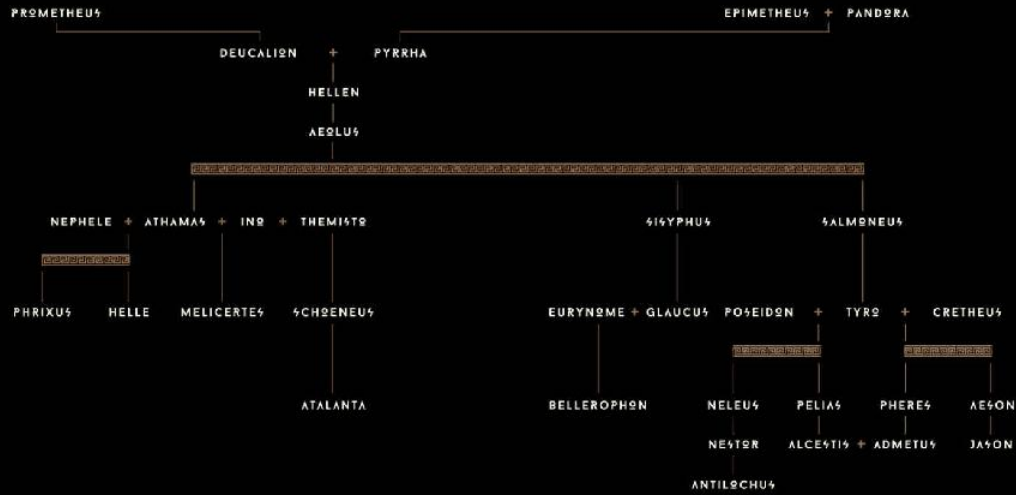 PROMETHEUS EPIMETHEUS + PANDORA
DEUCALION + PYRRHA
HELLEN
AEOLUS
NEPHELE + ATHAMAS + INO + THEMISTO SISYPHUS SALMONEUS
PHRIXUS HELLE MELICERTES SCHOENEUS EURYNOME + GLAUCUS POSEIDON + TYRO + CRETHEUS
ATALANTA BELLEROPHON NELEUS PELIAS PHERES AESON
NESTOR ALCESTIS + ADMETUS JASON
ANTILOCHUS